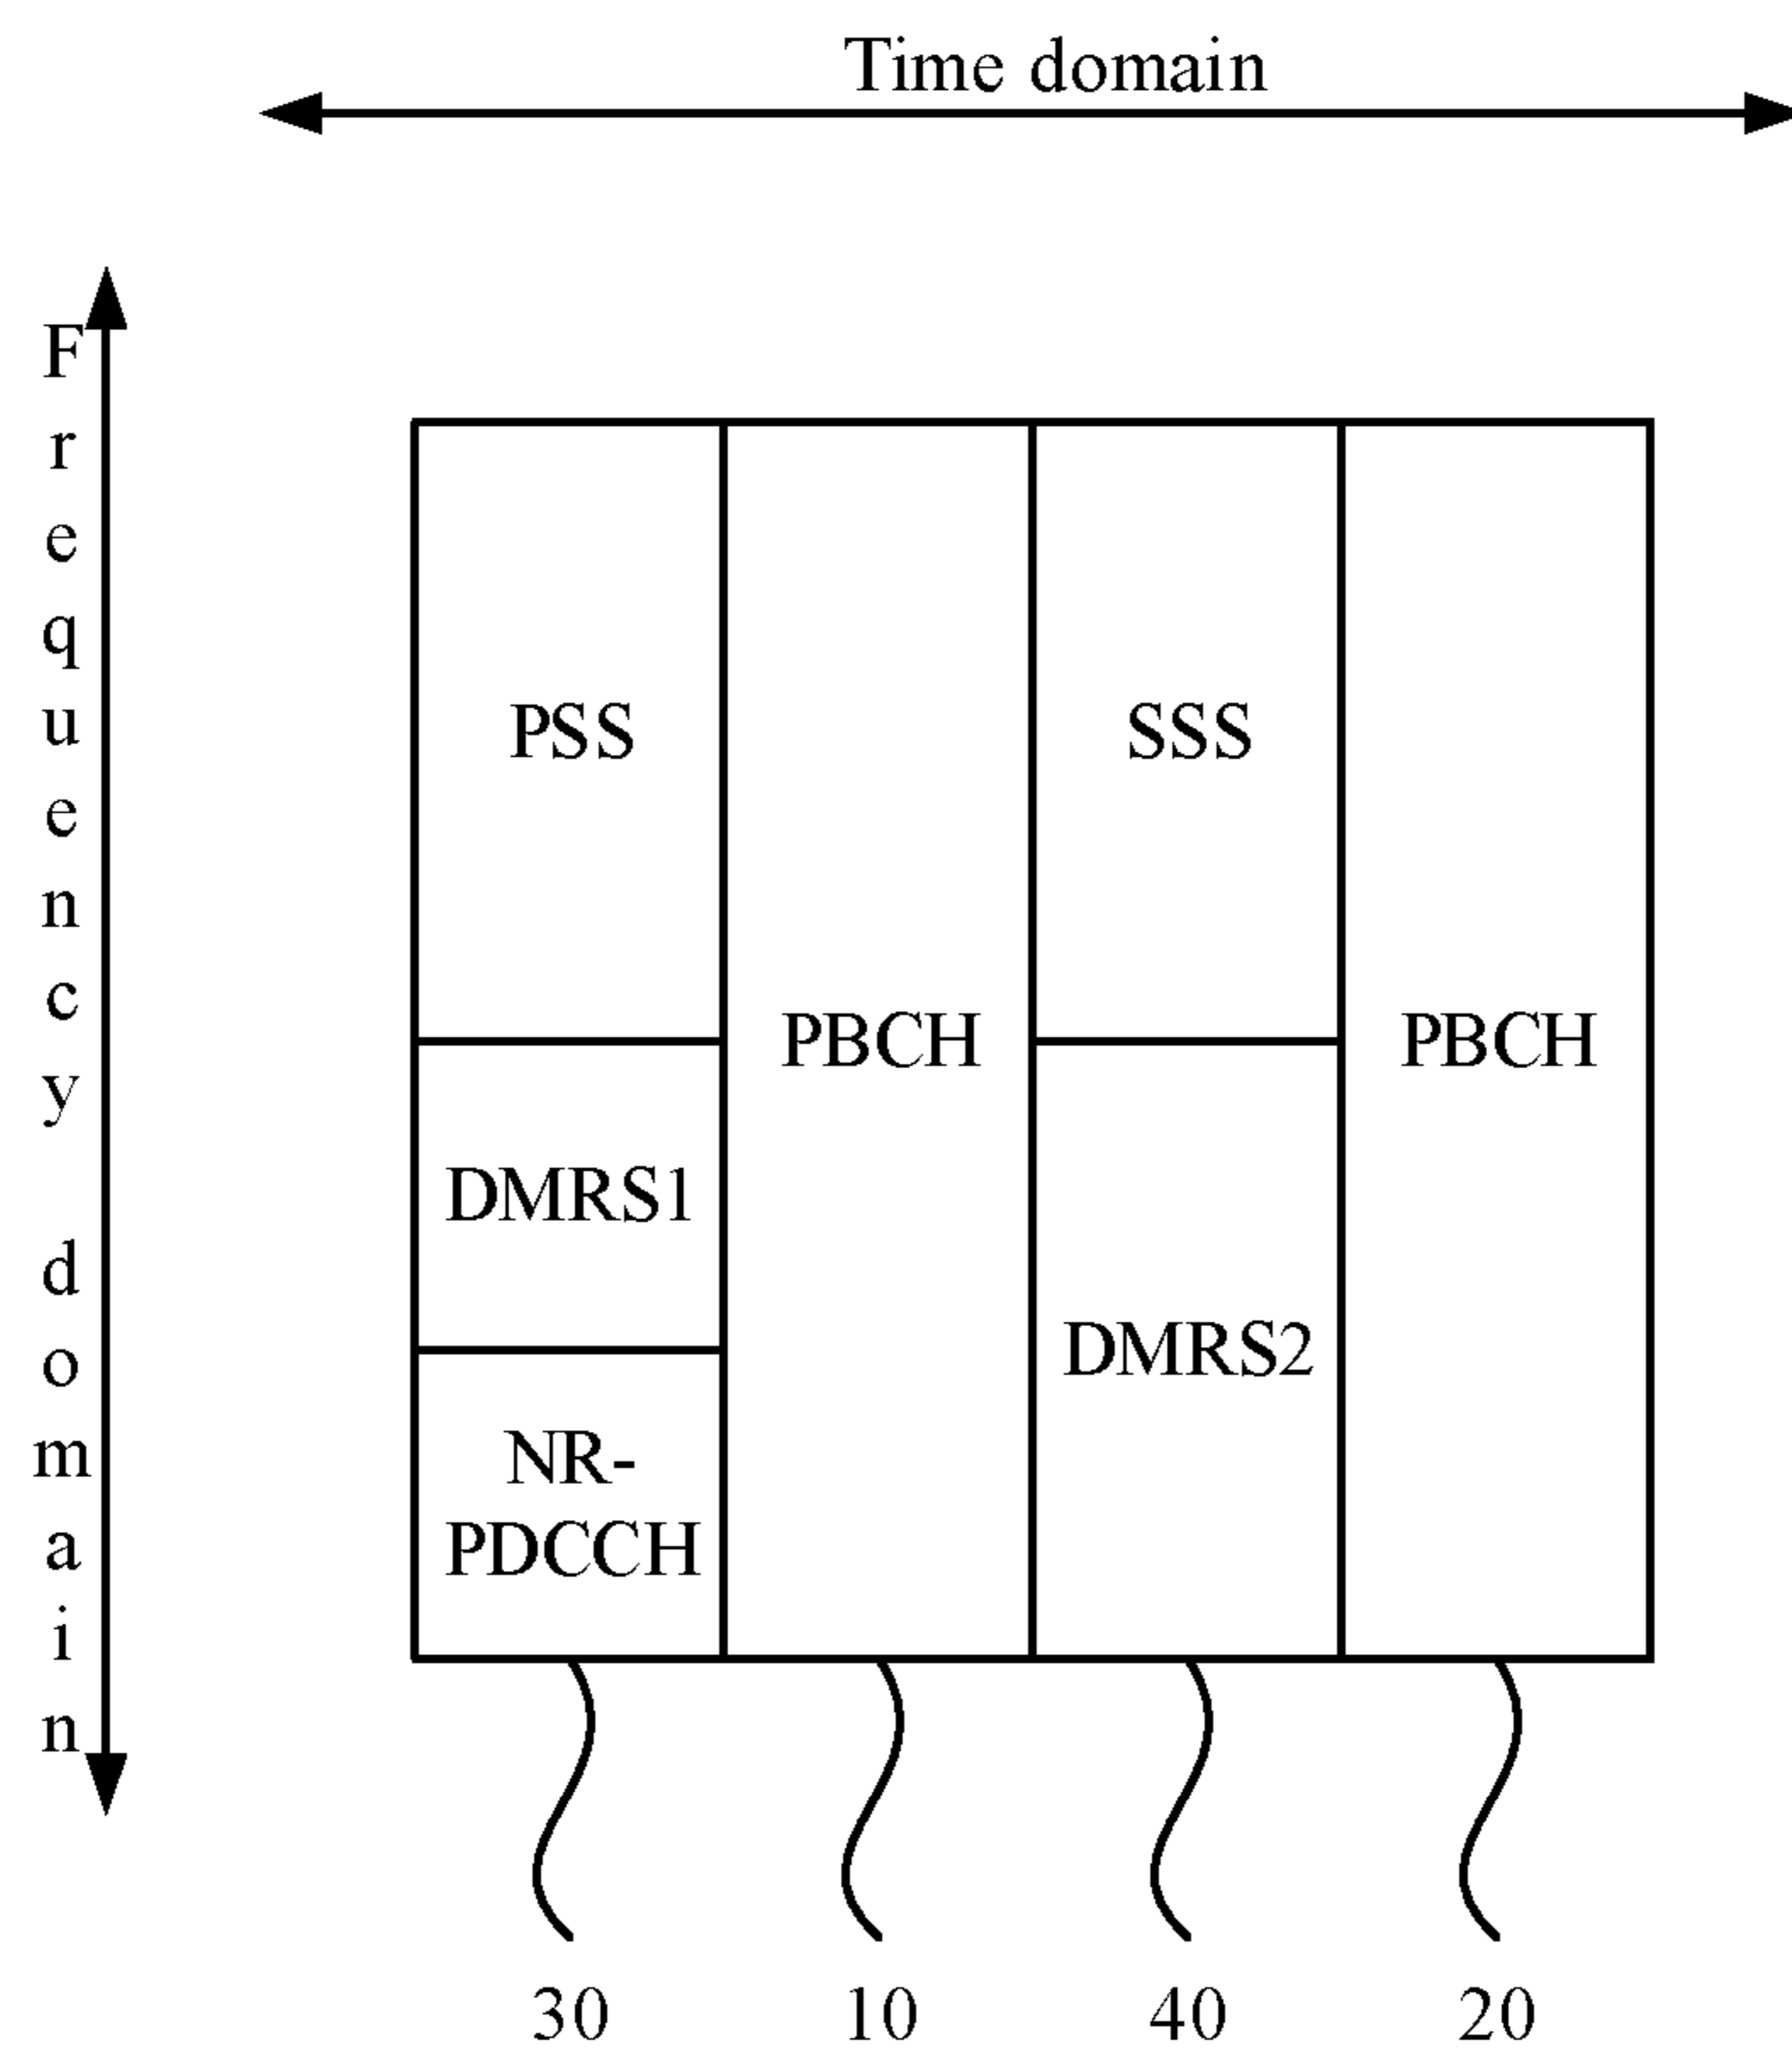 Time domain
Frequency domain
PSS
SSS
PBCH
PBCH
DMRS1
DMRS2
NR-
PDCCH
30
10
40
20